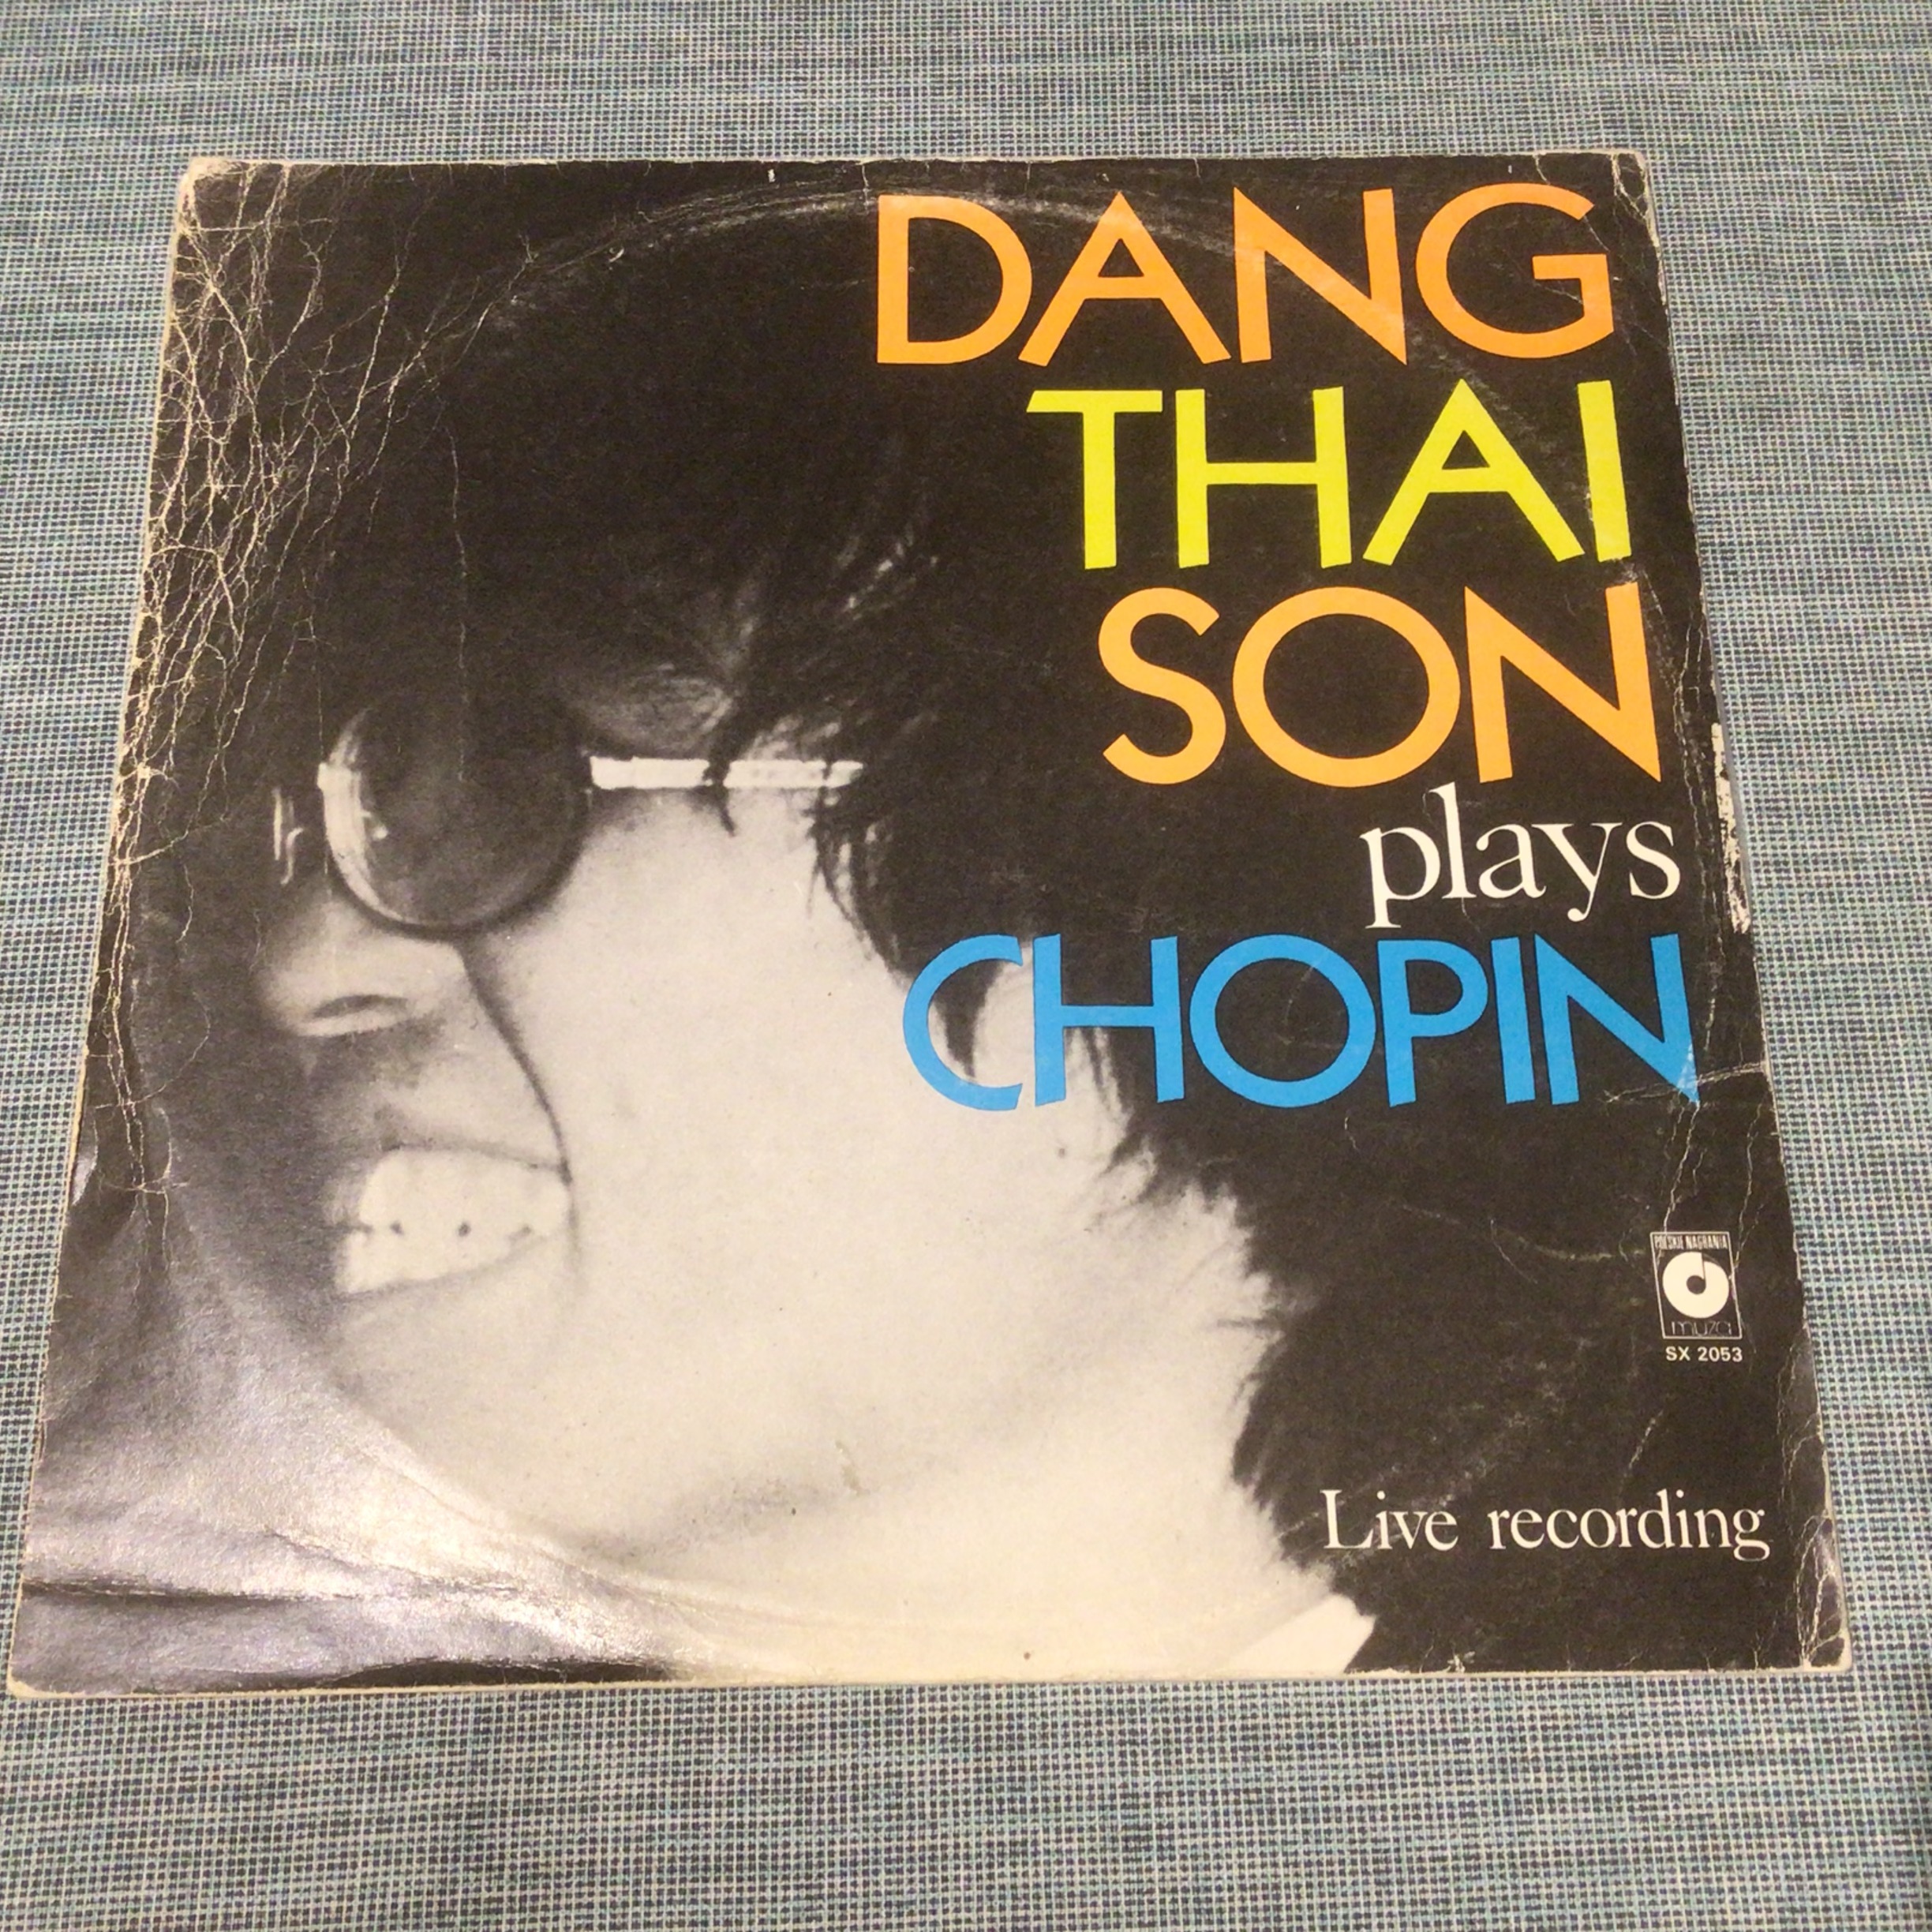 DANG
THAI
SON
plays
CHOPIN
POLSKIE NAGRANIA
muza
SX 2053
Live recording